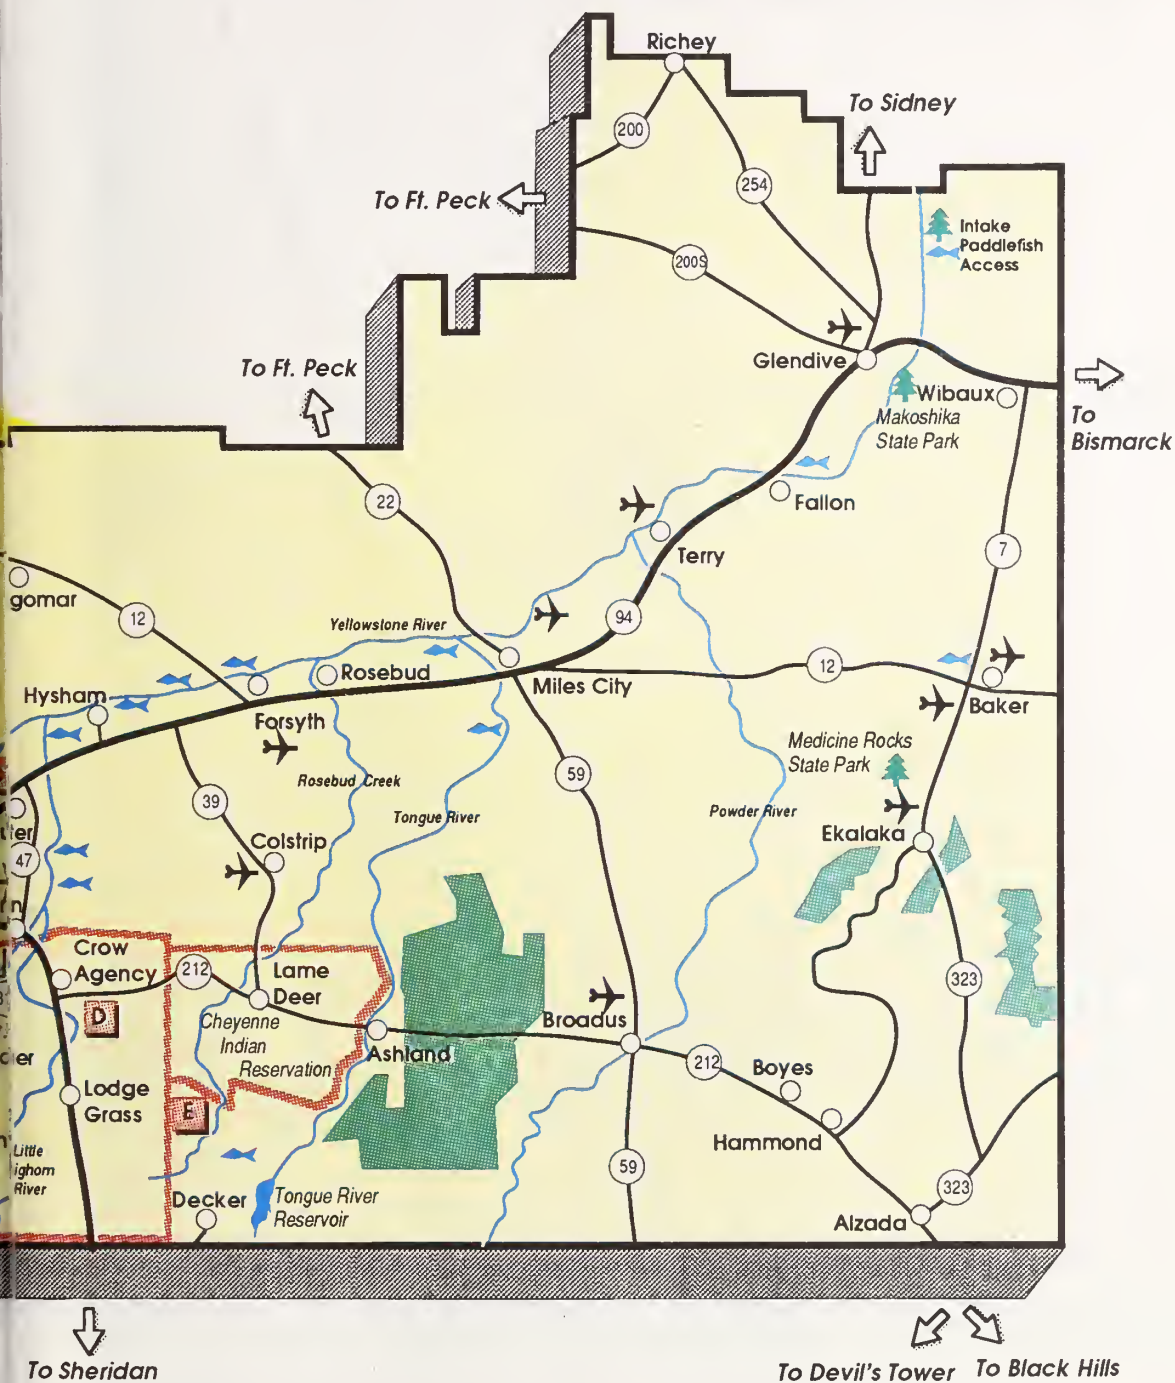 Richey
To Sidney
200
254
To Ft. Peck
Intake
Paddlefish
Access
200S
Glendive
To Ft. Peck
Wibaux
To
Bismarck
Makoshika
State Park
22
Fallon
Terry
7
gomar
12
94
Yellowstone River
12
Rosebud
Miles City
Baker
Hysham
Forsyth
Medicine Rocks
State Park
59
Rosebud Creek
39
Tongue River
Powder River
Ekalaka
Colstrip
47
Crow
Agency
212
Lame
Deer
323
D
Cheyenne
Indian
Reservation
Broadus
Ashland
212
Boyes
Lodge
Grass
E
Hammond
Little
ighorn
River
59
323
Decker
Tongue River
Reservoir
Alzada
To Sheridan
To Devil's Tower
To Black Hills